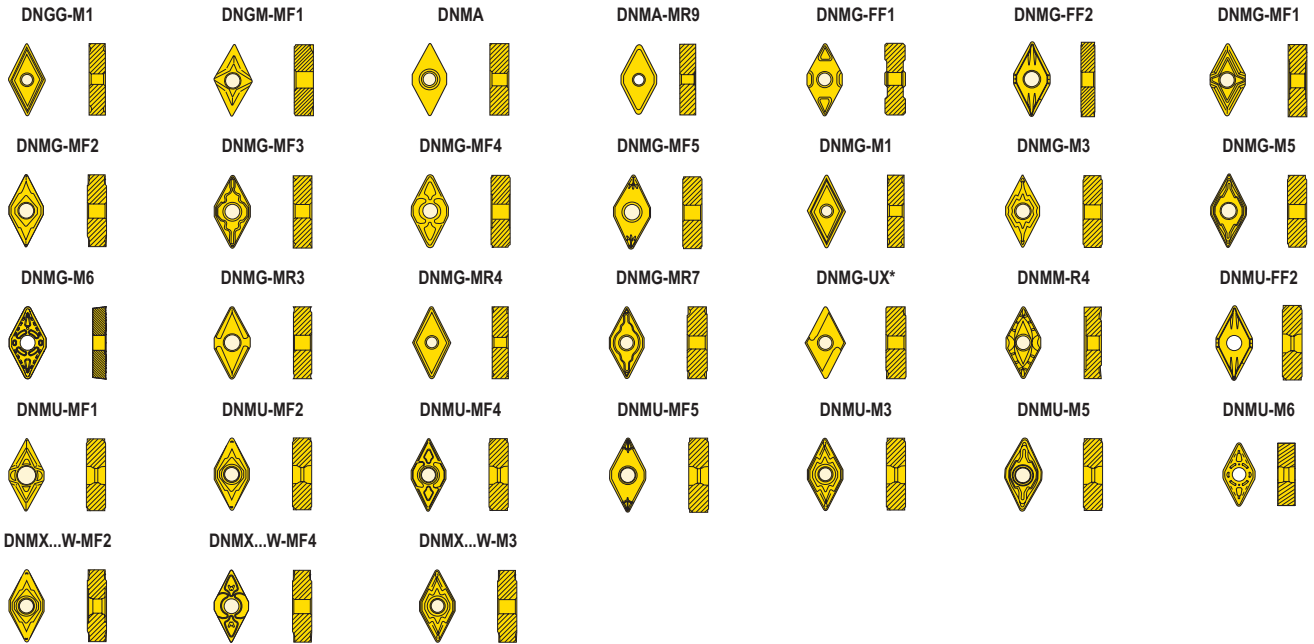 DNGG-M1
DNGM-MF1
DNMA
DNMA-MR9
DNMG-FF1
DNMG-FF2
DNMG-MF1
DNMG-MF2
DNMG-MF3
DNMG-MF4
DNMG-MF5
DNMG-M1
DNMG-M3
DNMG-M5
DNMG-M6
DNMG-MR3
DNMG-MR4
DNMG-MR7
DNMG-UX*
DNMM-R4
DNMU-FF2
DNMU-MF1
DNMU-MF2
DNMU-MF4
DNMU-MF5
DNMU-M3
DNMU-M5
DNMU-M6
DNMX...W-MF2
DNMX...W-MF4
DNMX...W-M3